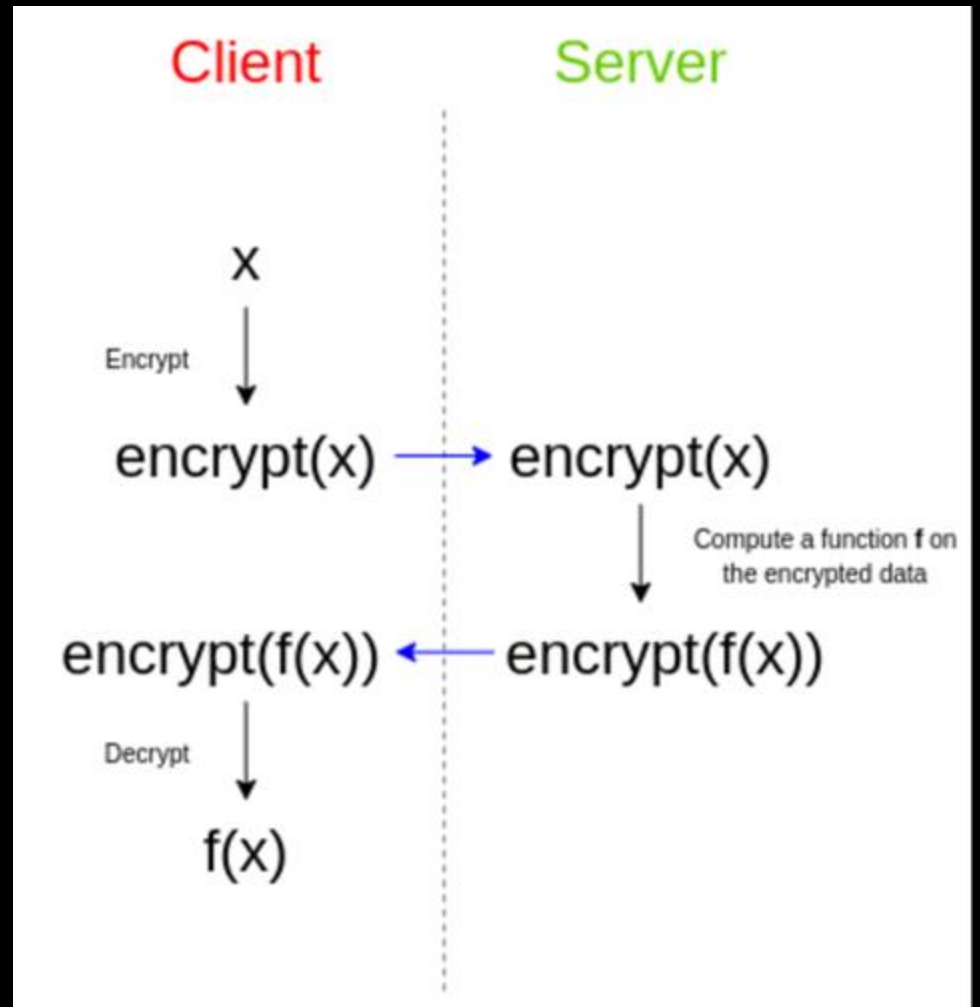 Client
Server
x
Encrypt
encrypt(x)
encrypt(x)
Compute a function f on
the encrypted data
encrypt(f(x))
encrypt(f(x))
Decrypt
f(x)